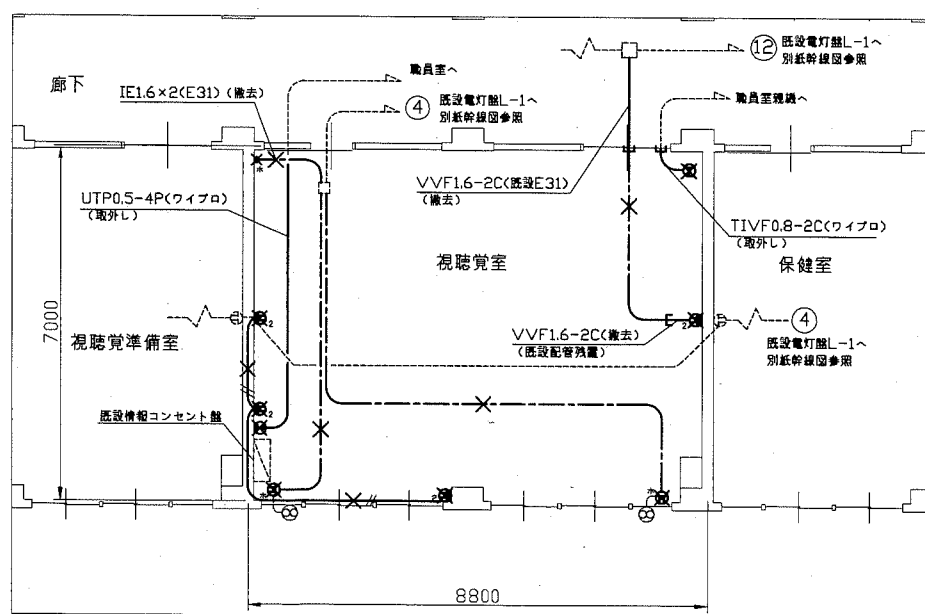 ⑫ 既設電灯盤L-1へ
別紙幹線図参照
職員室へ
廊下
IE1.6×2(E31)(撤去)
④ 既設電灯盤L-1へ
別紙幹線図参照
職員室親機へ
VVF1.6-2C(既設E31)
(撤去)
UTP0.5-4P(ワイプロ)
(取外し)
TIVF0.8-2C(ワイプロ)
(取外し)
視聴覚室
保健室
7000
視聴覚準備室
2
2
④
VVF1.6-2C(撤去)
(既設配管残置)
既設電灯盤L-1へ
別紙幹線図参照
2
既設情報コンセント盤
2
8800